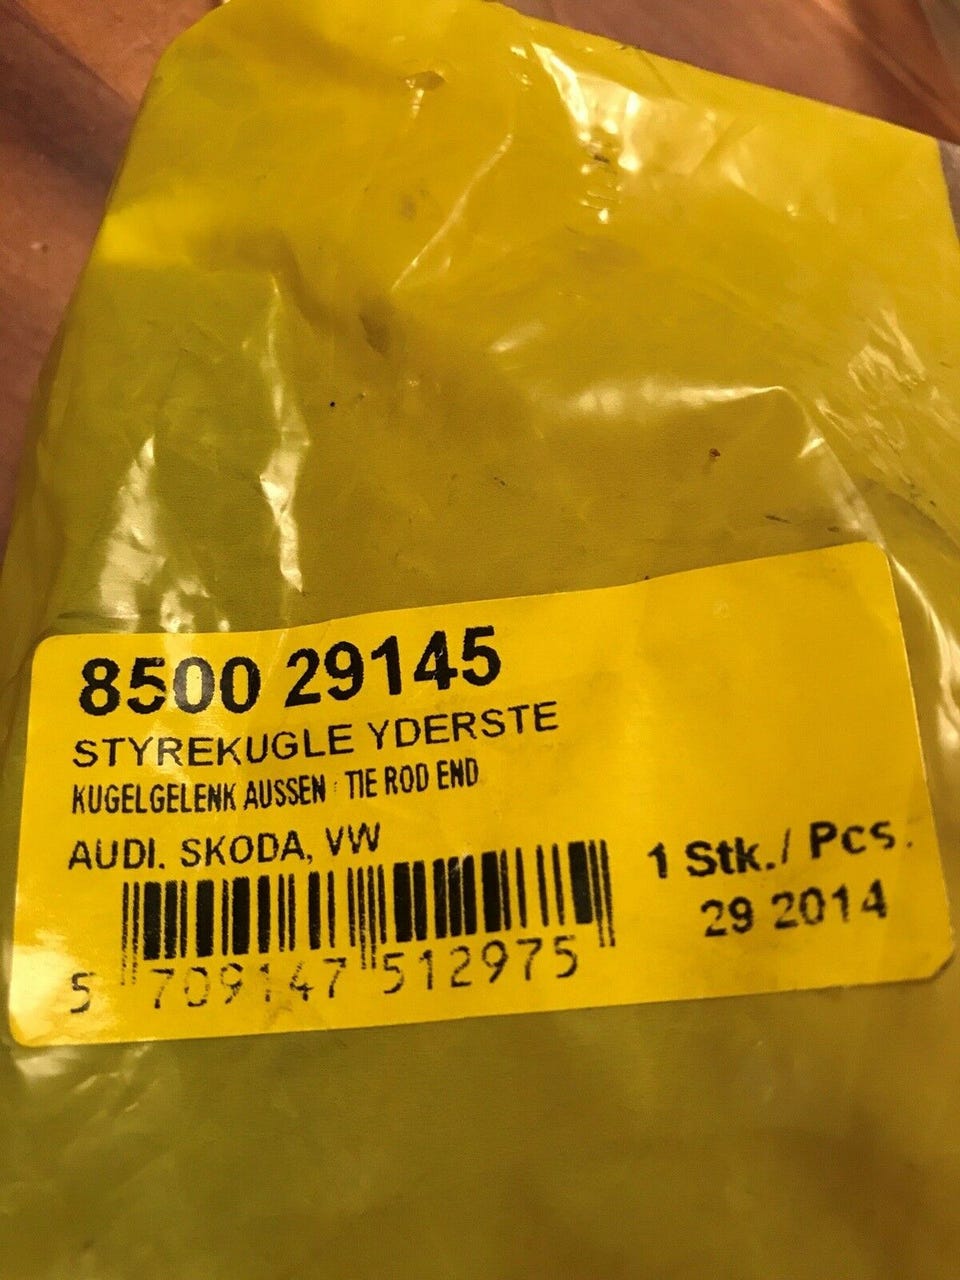 8500 29145
STYREKUGLE YDERSTE
KUGELGELENK AUSSEN : TIE ROD END
AUDI. SKODA, VW
1 Stk./ Pcs.
29 2014
5 709147 512975